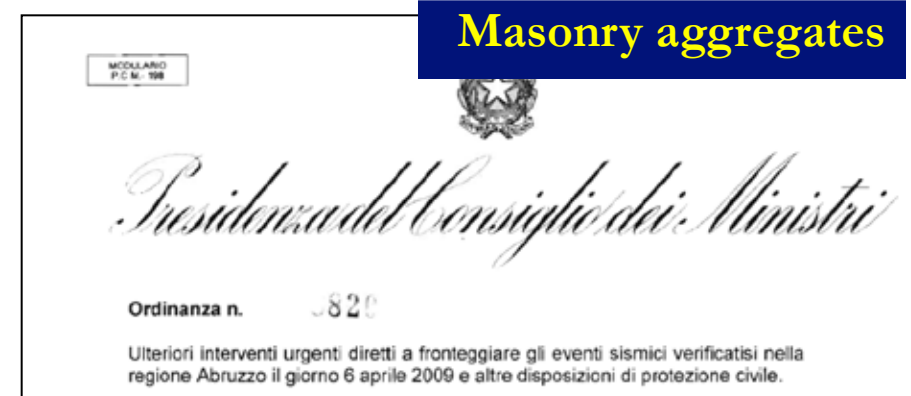 Masonry aggregates
MODULARIO
P.C.M.- 198
Presidenza del Consiglio dei Ministri
Ordinanza n. 820
Ulteriori interventi urgenti diretti a fronteggiare gli eventi sismici verificatisi nella
regione Abruzzo il giorno 6 aprile 2009 e altre disposizioni di protezione civile.